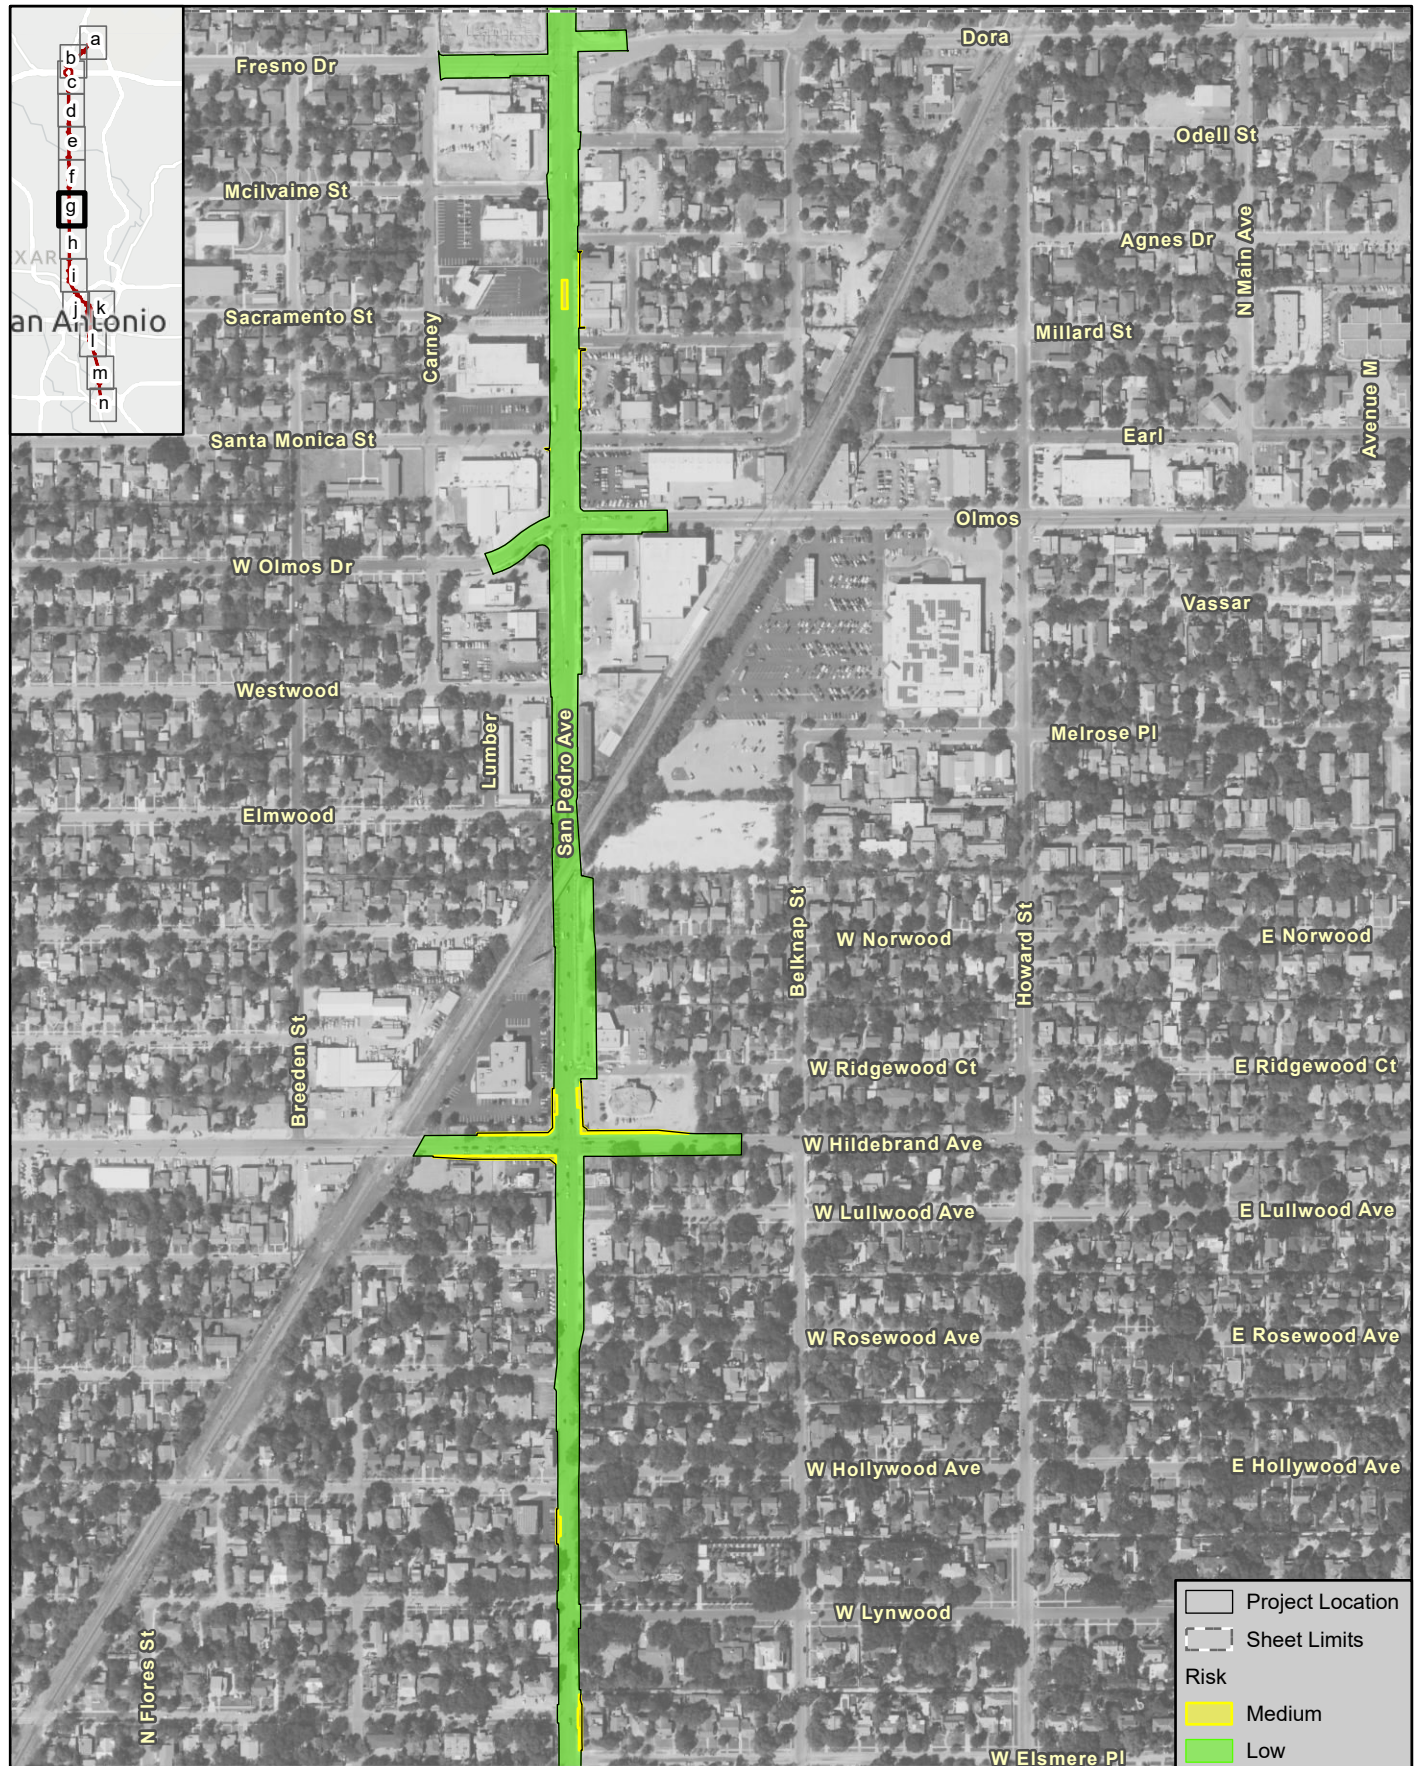 a
b
c
d
e
f
g
h
i
j
k
l
m
n
XAR
an Antonio
Dora
Fresno Dr
Odell St
Mcilvaine St
Agnes Dr
N Main Ave
Sacramento St
Carney
Millard St
Avenue M
Santa Monica St
Earl
Olmos
W Olmos Dr
Vassar
Westwood
Lumber
San Pedro Ave
Melrose Pl
Elmwood
Belknap St
W Norwood
Howard St
E Norwood
Breeden St
W Ridgewood Ct
E Ridgewood Ct
W Hildebrand Ave
W Lullwood Ave
E Lullwood Ave
W Rosewood Ave
E Rosewood Ave
W Hollywood Ave
E Hollywood Ave
W Lynwood
N Flores St
W Elsmere Pl
Project Location
Sheet Limits
Risk
Medium
Low